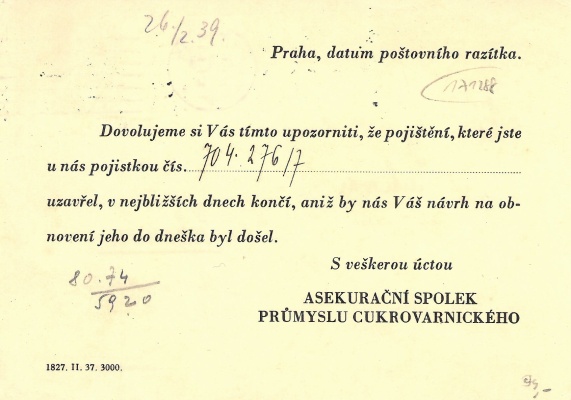 26/2.39.
Praha, datum poštovního razítka.
171288
Dovolujeme si Vás tímto upozorniti, že pojištění, které jste
u nás pojistkou čís. 704.276/7
uzavřel, v nejbližších dnech končí, aniž by nás Váš návrh na ob-
novení jeho do dneška byl došel.
S veškerou úctou
80.74
5920
ASEKURAČNÍ SPOLEK
PRŮMYSLU CUKROVARNICKÉHO
1827. II. 37. 3000.